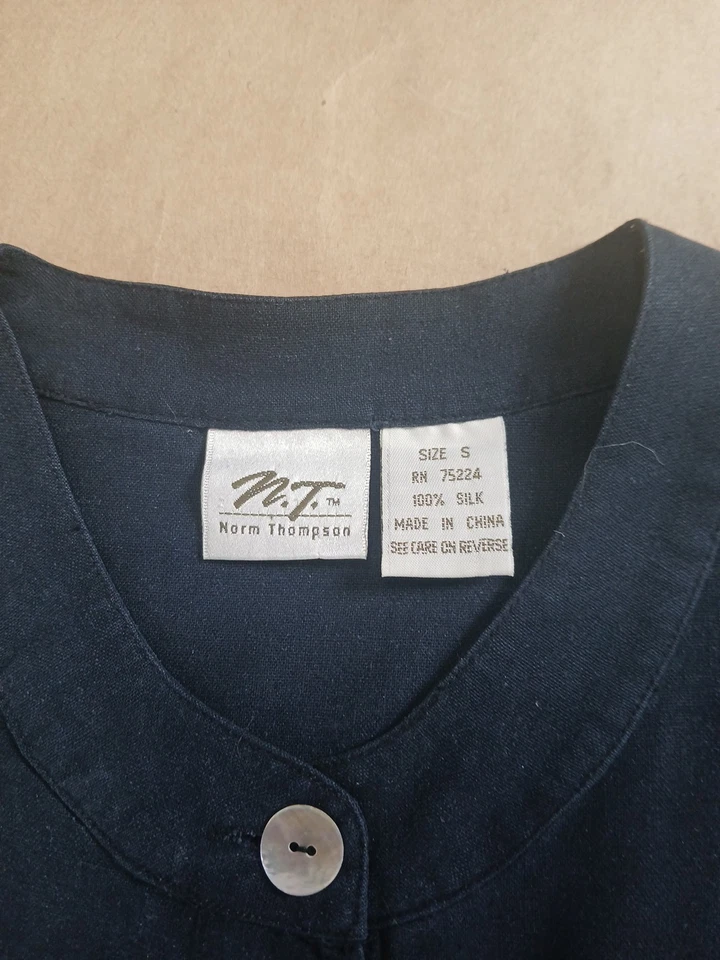 N.T.™
Norm Thompson
SIZE S
RN 75224
100% SILK
MADE IN CHINA
SEE CARE ON REVERSE